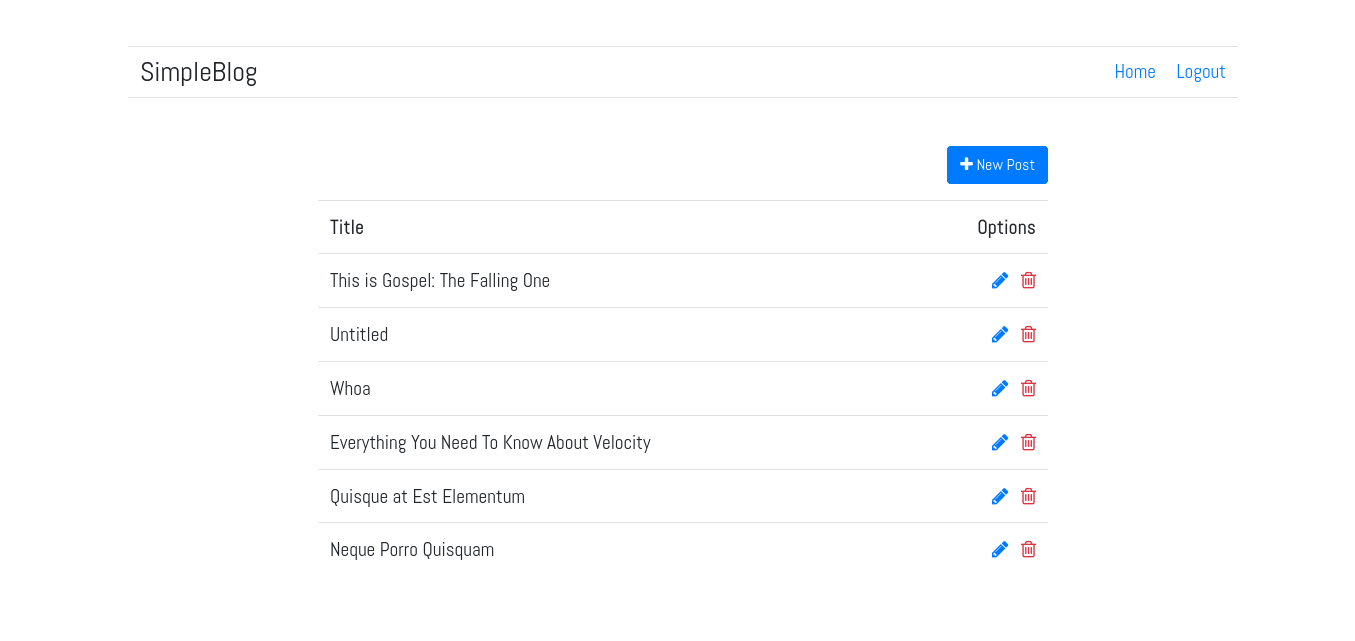 SimpleBlog Home Logout
New Post
Title Options
This is Gospel: The Falling One
Untitled
Whoa
Everything You Need To Know About Velocity
Quisque at Est Elementum
Neque Porro Quisquam